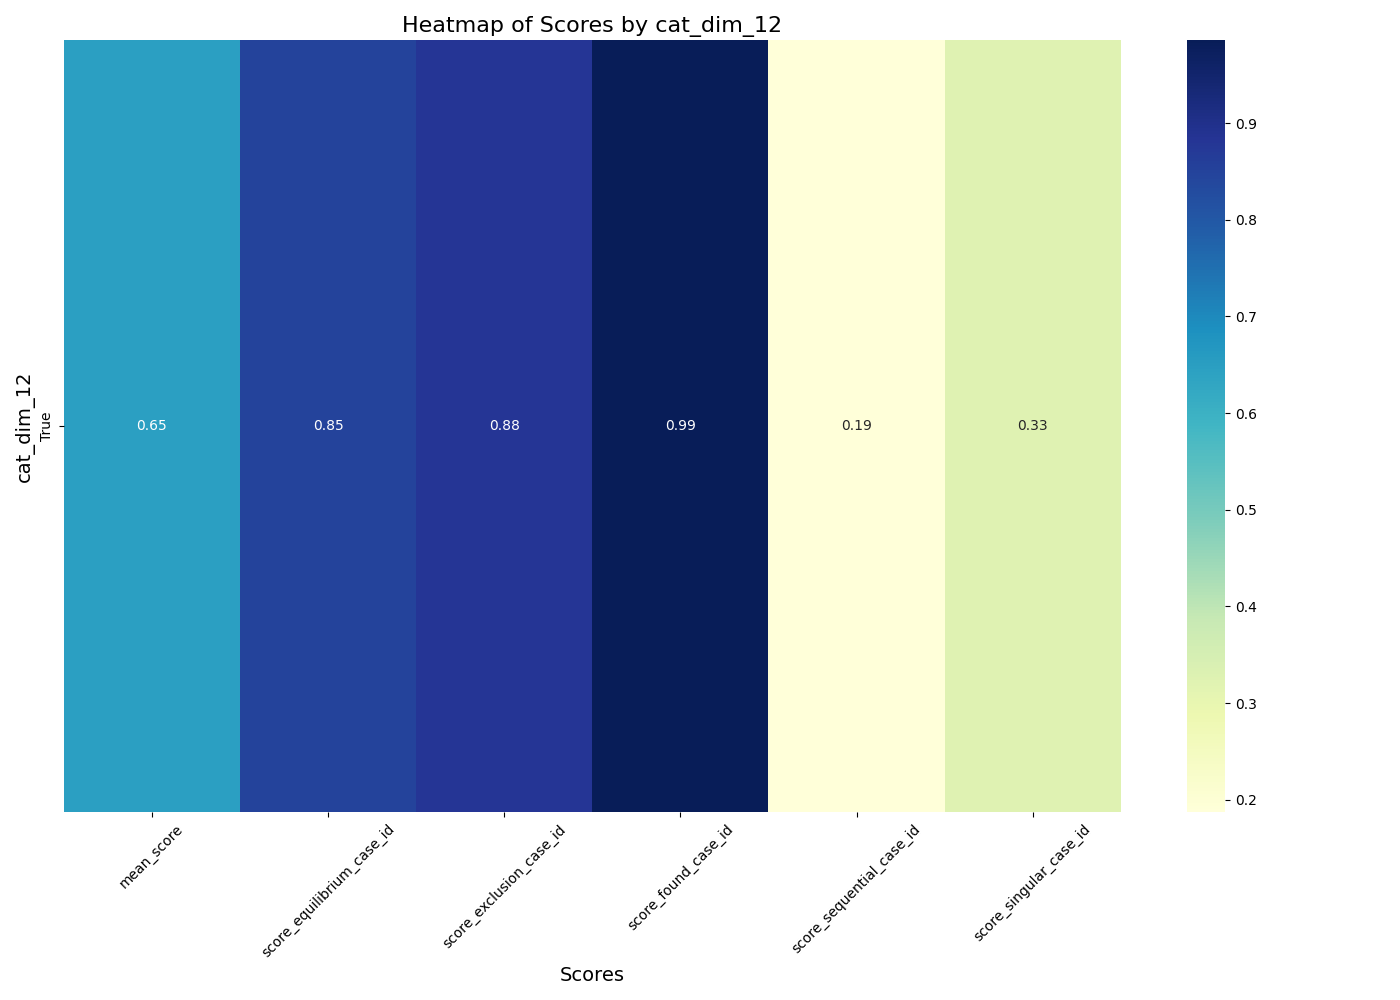 Heatmap of Scores by cat_dim_12
cat_dim_12
True
0.65
0.85
0.88
0.99
0.19
0.33
mean_score
score_equilibrium_case_id
score_exclusion_case_id
score_found_case_id
score_sequential_case_id
score_singular_case_id
Scores
0.9
0.8
0.7
0.6
0.5
0.4
0.3
0.2